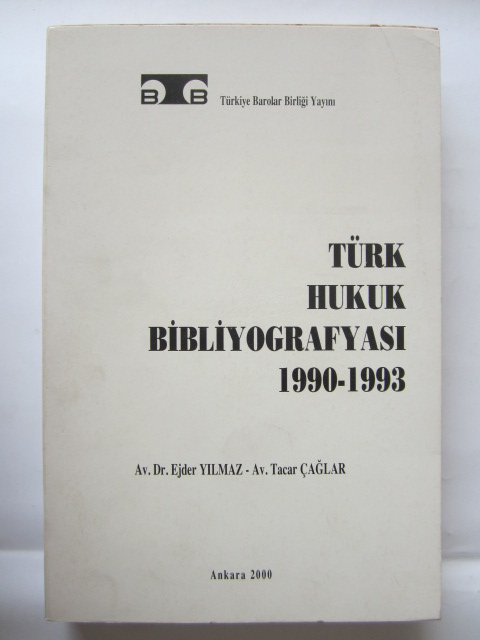 B B Türkiye Barolar Birliği Yayını
TÜRK
HUKUK
BİBLİYOGRAFYASI
1990-1993
Av. Dr. Ejder YILMAZ - Av. Tacar ÇAĞLAR
Ankara 2000